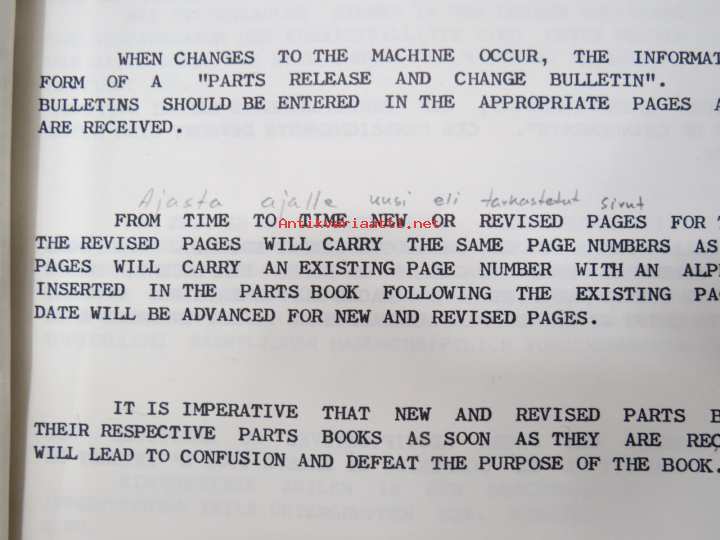 WHEN CHANGES TO THE MACHINE OCCUR, THE INFORMAT
FORM OF A "PARTS RELEASE AND CHANGE BULLETIN".
BULLETINS SHOULD BE ENTERED IN THE APPROPRIATE PAGES A
ARE RECEIVED.
Ajasta ajalle uusi eli tarkastetut sivut
FROM TIME TO TIME NEW OR REVISED PAGES FOR T
Antikvariaatti.net
THE REVISED PAGES WILL CARRY THE SAME PAGE NUMBERS AS
PAGES WILL CARRY AN EXISTING PAGE NUMBER WITH AN ALP
INSERTED IN THE PARTS BOOK FOLLOWING THE EXISTING PAG
DATE WILL BE ADVANCED FOR NEW AND REVISED PAGES.
IT IS IMPERATIVE THAT NEW AND REVISED PARTS B
THEIR RESPECTIVE PARTS BOOKS AS SOON AS THEY ARE REC
WILL LEAD TO CONFUSION AND DEFEAT THE PURPOSE OF THE BOOK.